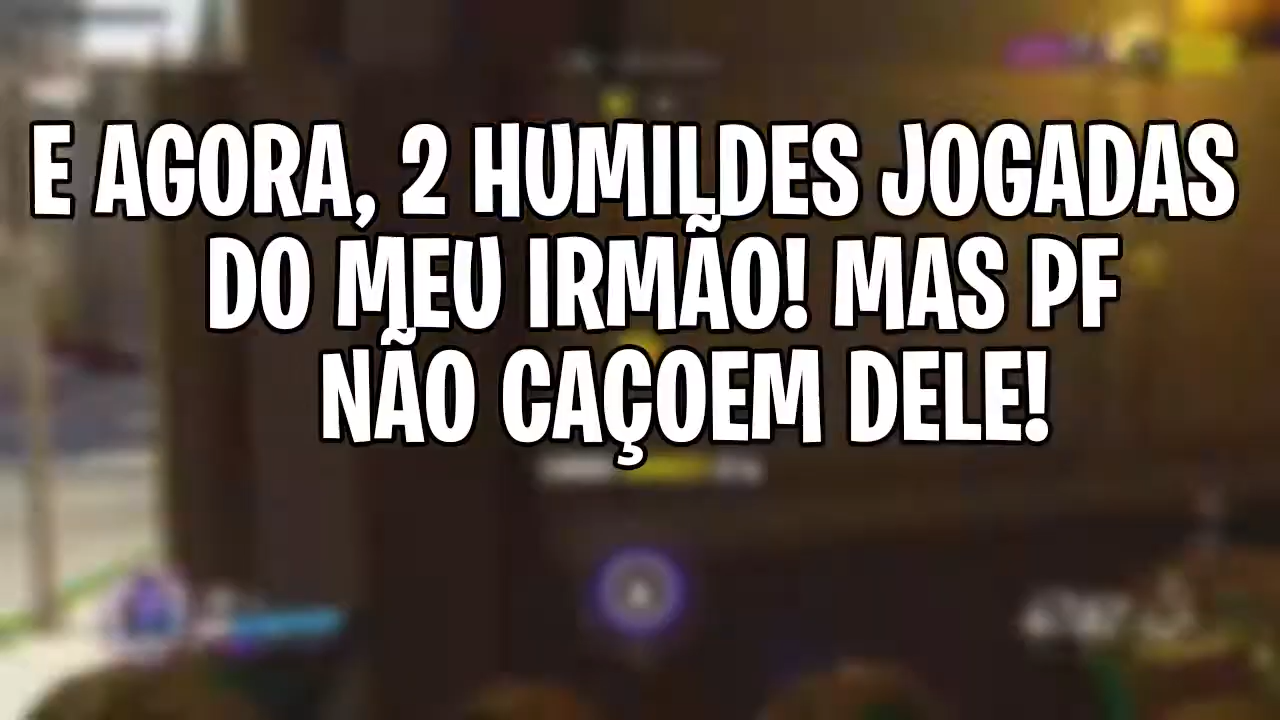 E AGORA, 2 HUMILDES JOGADAS
DO MEU IRMÃO! MAS PF
NÃO CAÇOEM DELE!